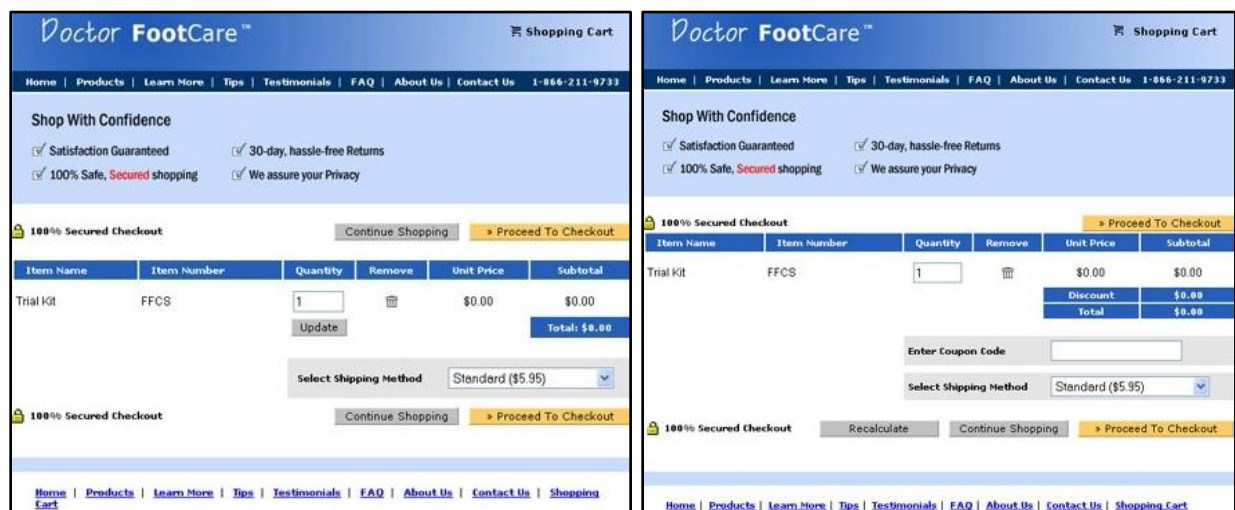 Doctor FootCare™
Shopping Cart
Home | Products | Learn More | Tips | Testimonials | FAQ | About Us | Contact Us 1-866-211-9733
Shop With Confidence
Satisfaction Guaranteed 30-day, hassle-free Returns
100% Safe, Secured shopping We assure your Privacy
100% Secured Checkout Continue Shopping » Proceed To Checkout
Item Name Item Number Quantity Remove Unit Price Subtotal
Trial Kit FFCS 1 $0.00 $0.00
Update Total: $0.00
Select Shipping Method Standard ($5.95)
100% Secured Checkout Continue Shopping » Proceed To Checkout
Home | Products | Learn More | Tips | Testimonials | FAQ | About Us | Contact Us | Shopping
Cart
Doctor FootCare™
Shopping Cart
Home | Products | Learn More | Tips | Testimonials | FAQ | About Us | Contact Us 1-866-211-9733
Shop With Confidence
Satisfaction Guaranteed 30-day, hassle-free Returns
100% Safe, Secured shopping We assure your Privacy
100% Secured Checkout » Proceed To Checkout
Item Name Item Number Quantity Remove Unit Price Subtotal
Trial Kit FFCS 1 $0.00 $0.00
Discount $0.00
Total $0.00
Enter Coupon Code
Select Shipping Method Standard ($5.95)
100% Secured Checkout Recalculate Continue Shopping » Proceed To Checkout
Home | Products | Learn More | Tips | Testimonials | FAQ | About Us | Contact Us | Shopping Cart